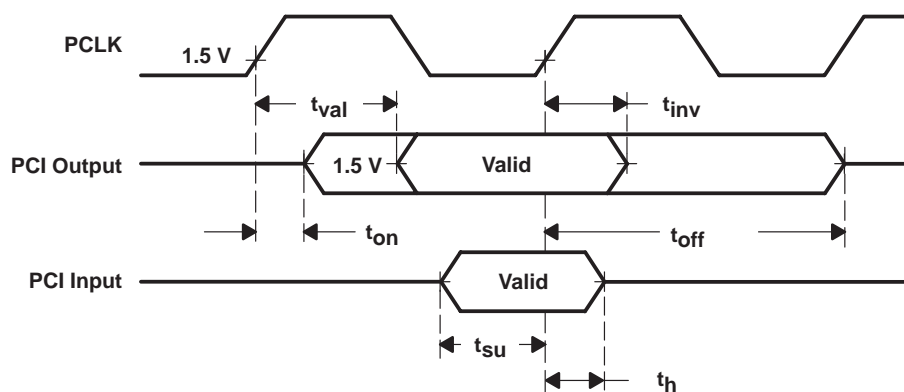 PCLK
1.5 V
tval
tinv
PCI Output
1.5 V
Valid
ton
toff
PCI Input
Valid
tsu
th